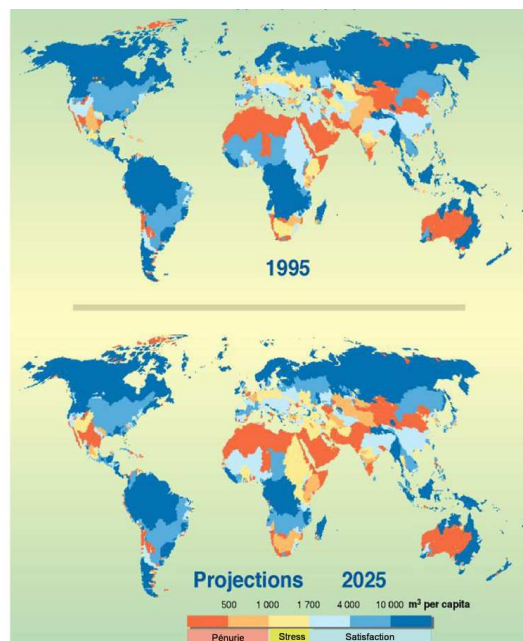 1995
Projections 2025
500 1 000 1 700 4 000 10 000 m³ per capita
Pénurie Stress Satisfaction